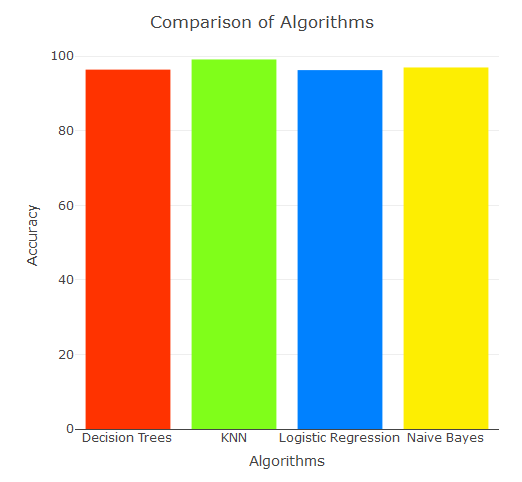 Comparison of Algorithms
100
80
60
40
20
0
Accuracy
Decision Trees KNN Logistic Regression Naive Bayes
Algorithms